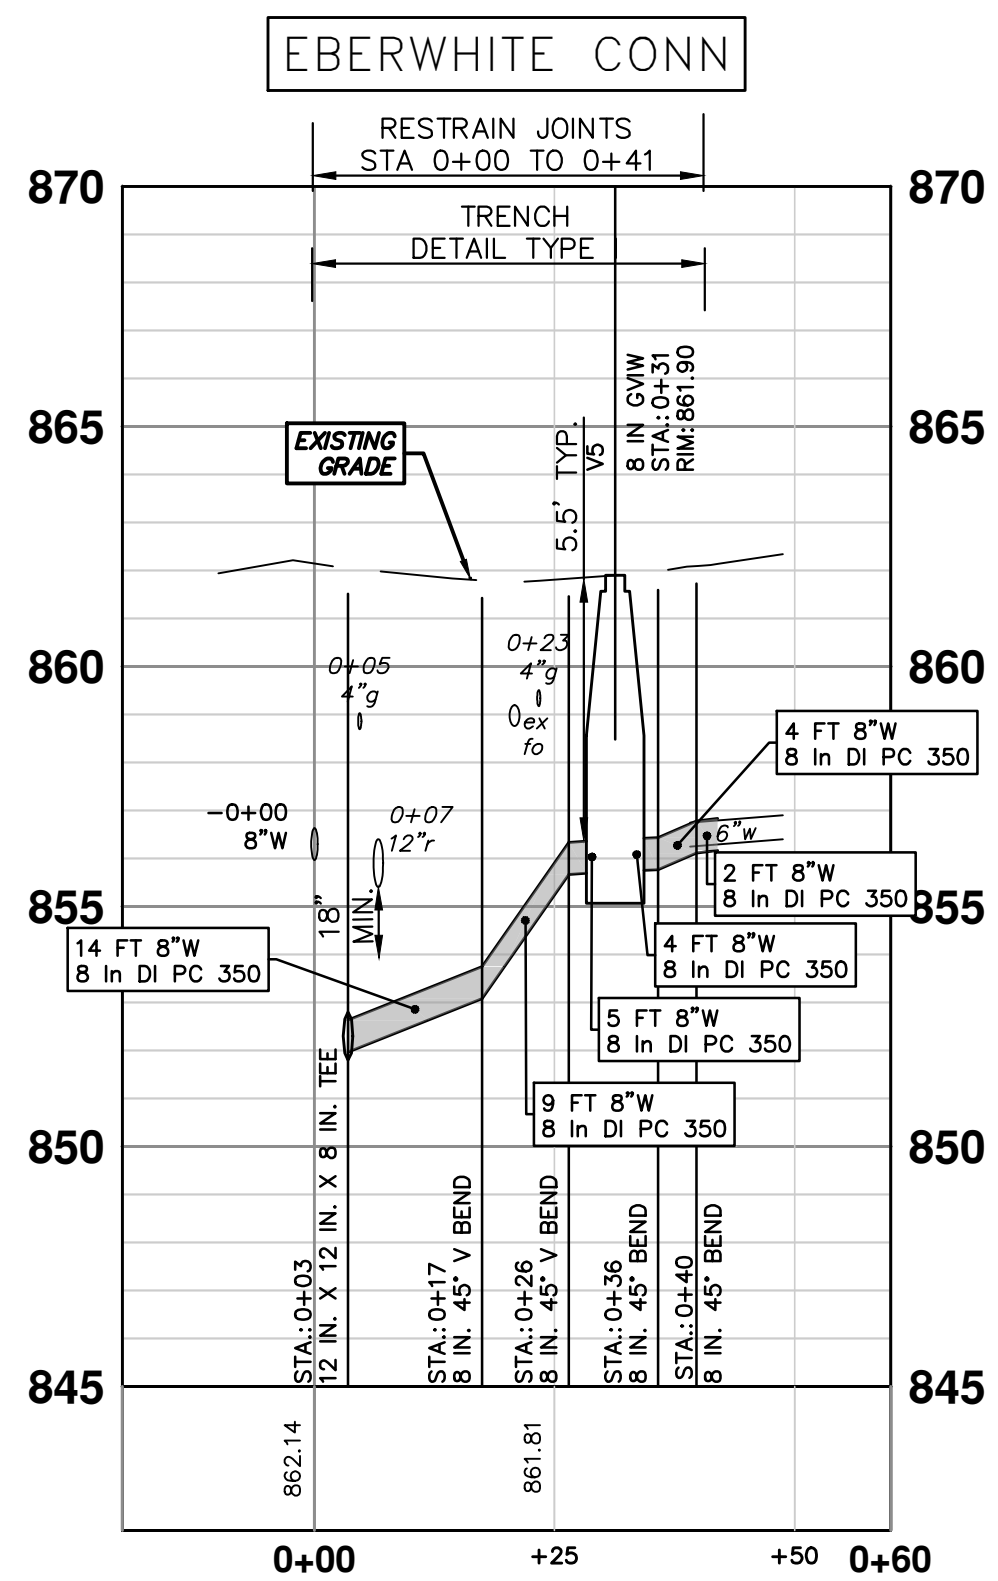 EBERWHITE CONN
RESTRAIN JOINTS
STA 0+00 TO 0+41
870
870
TRENCH
DETAIL TYPE
8 IN GVIW
STA.: 0+31
RIM: 861.90
865
865
EXISTING
GRADE
5.5' TYP.
V5
0+23
4"g
860
860
0+05
4"g
ex
fo
4 FT 8"W
8 In DI PC 350
-0+00
8"W
0+07
12"r
6"w
2 FT 8"W
8 In DI PC 350
855
855
18"
MIN.
14 FT 8"W
8 In DI PC 350
4 FT 8"W
8 In DI PC 350
5 FT 8"W
8 In DI PC 350
9 FT 8"W
8 In DI PC 350
850
850
STA.: 0+03
12 IN. X 12 IN. X 8 IN. TEE
STA.: 0+17
8 IN. 45° V BEND
STA.: 0+26
8 IN. 45° V BEND
STA.: 0+36
8 IN. 45° BEND
STA.: 0+40
8 IN. 45° BEND
845
845
862.14
861.81
0+00
+25
+50
0+60